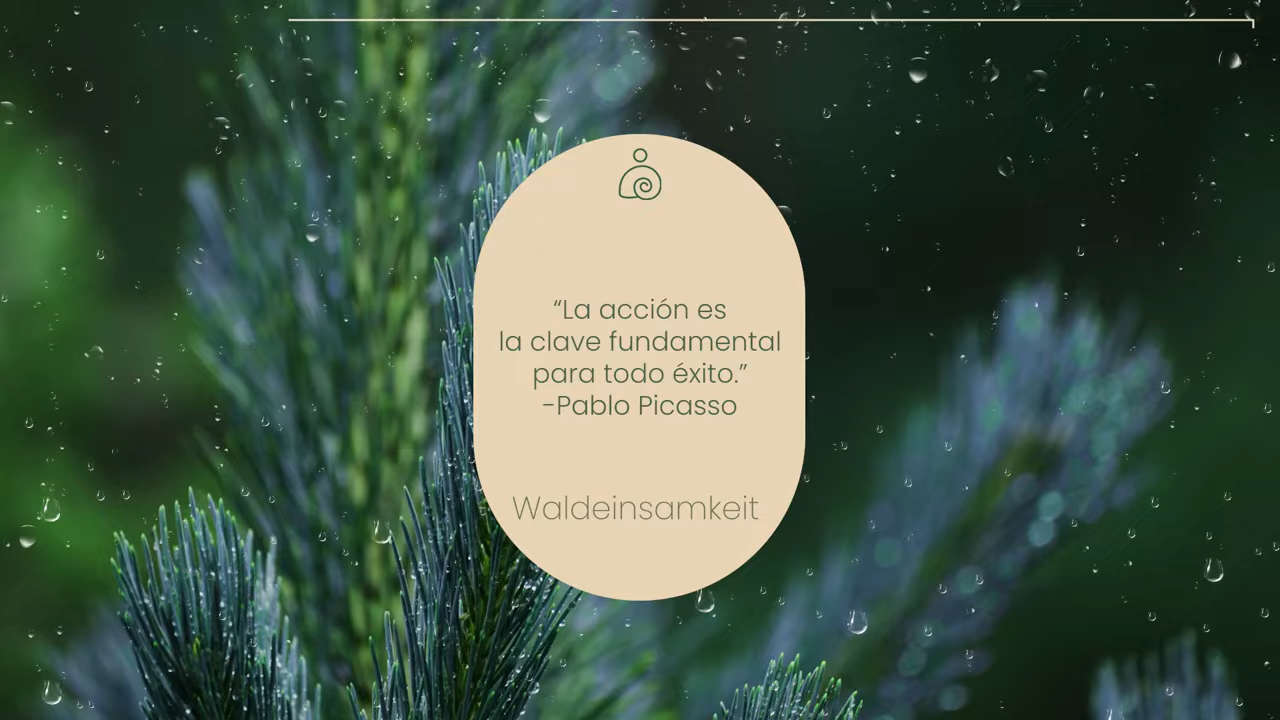 “La acción es
la clave fundamental
para todo éxito.”
-Pablo Picasso
Waldeinsamkeit